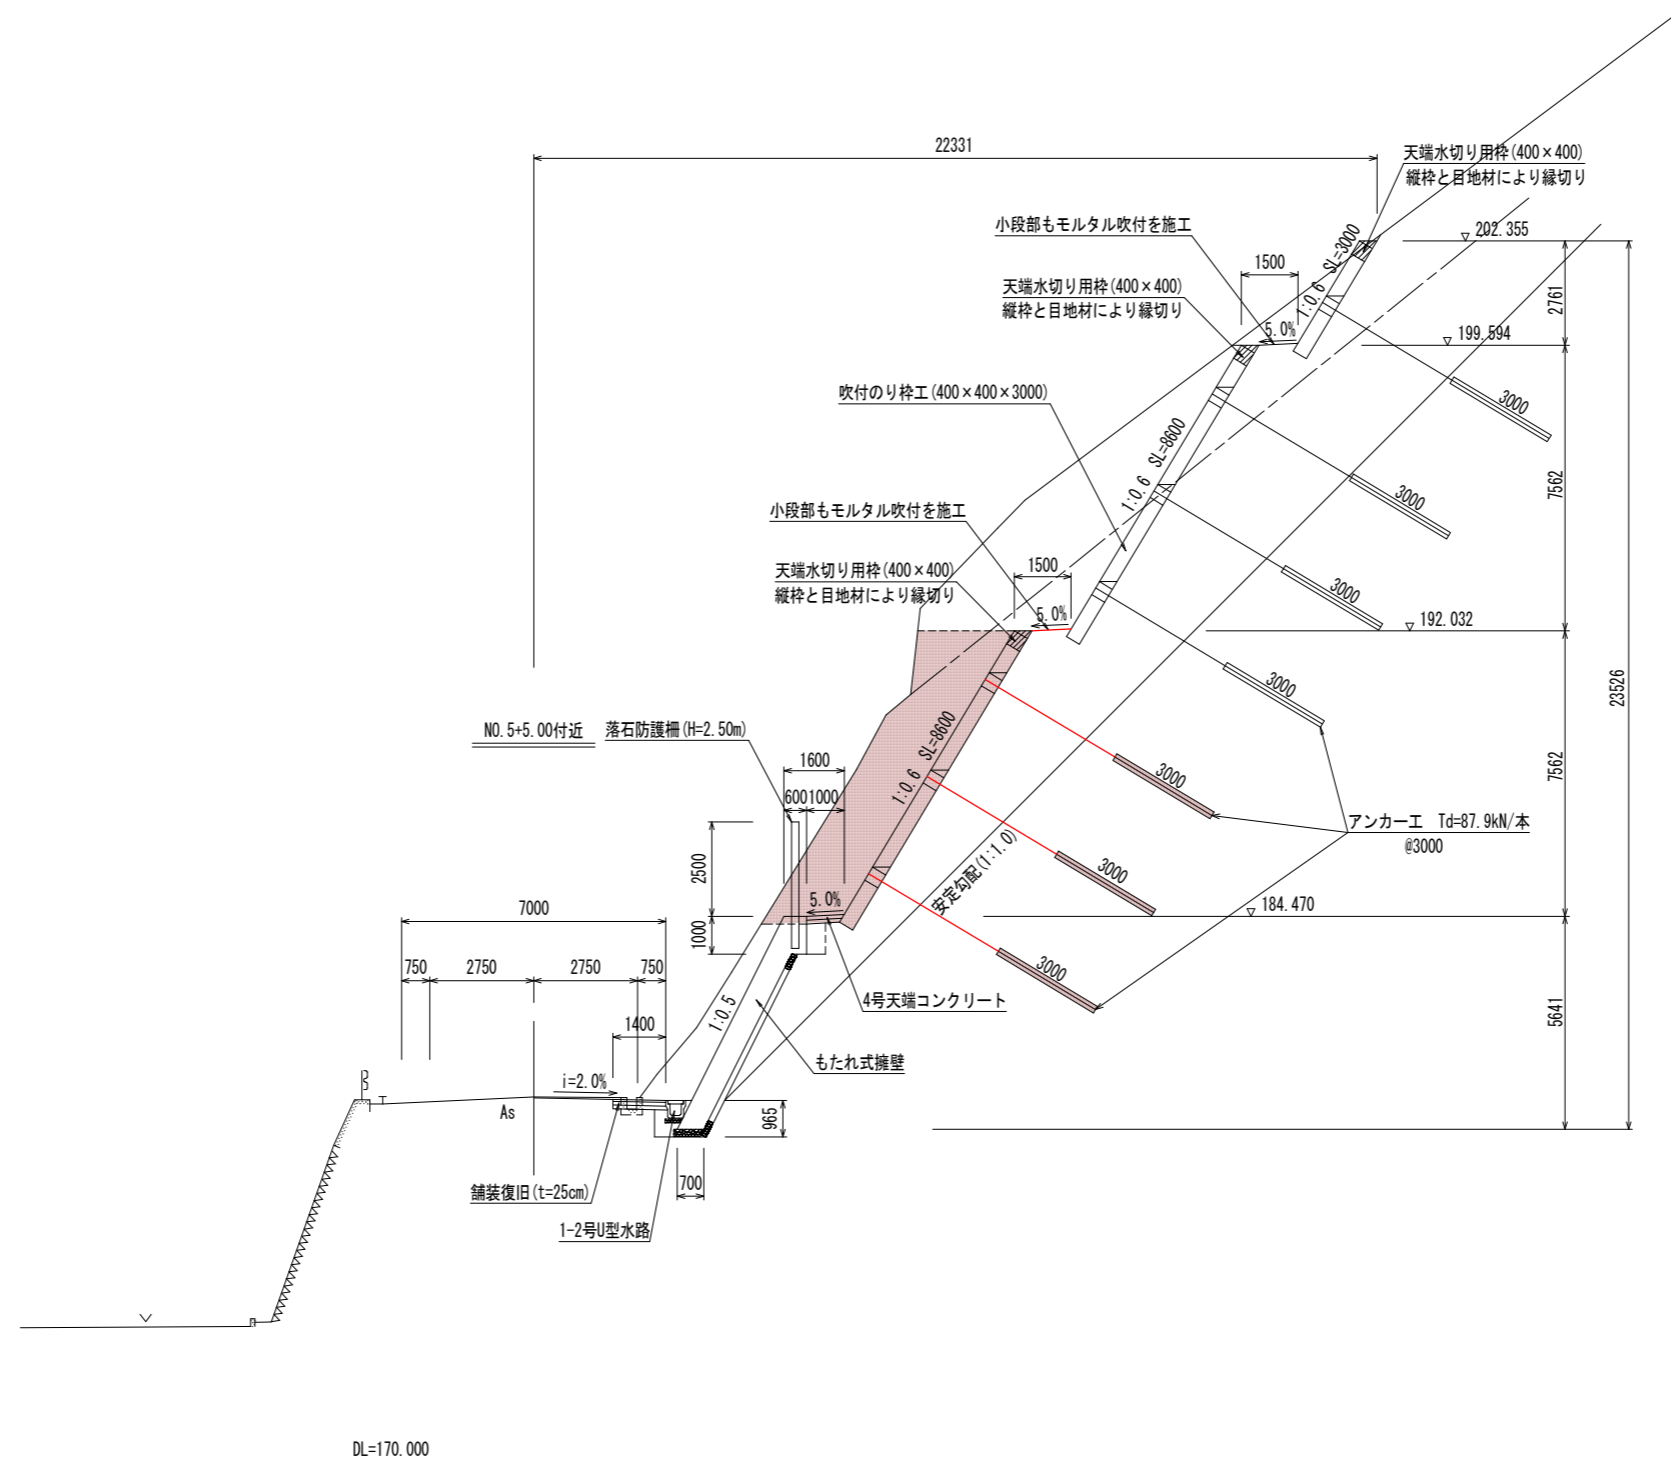 22331
天端水切り用枠(400×400)
縦枠と目地材により縁切り
小段部もモルタル吹付を施工
202.355
1500
1:0.6 SL=3000
天端水切り用枠(400×400)
縦枠と目地材により縁切り
2761
5.0%
199.594
吹付のり枠工(400×400×3000)
3000
1:0.6 SL=8600
7562
3000
小段部もモルタル吹付を施工
天端水切り用枠(400×400)
縦枠と目地材により縁切り
1500
3000
5.0%
192.032
3000
23526
NO.5+5.00付近
落石防護柵(H=2.50m)
1:0.6 SL=8600
1600
600
1000
3000
7562
アンカー工 Td=87.9kN/本
@3000
2500
3000
安定勾配(1:1.0)
5.0%
184.470
7000
1000
3000
750
2750
2750
750
4号天端コンクリート
1:0.5
5641
1400
もたれ式擁壁
i=2.0%
As
965
700
舗装復旧(t=25cm)
1-2号U型水路
DL=170.000